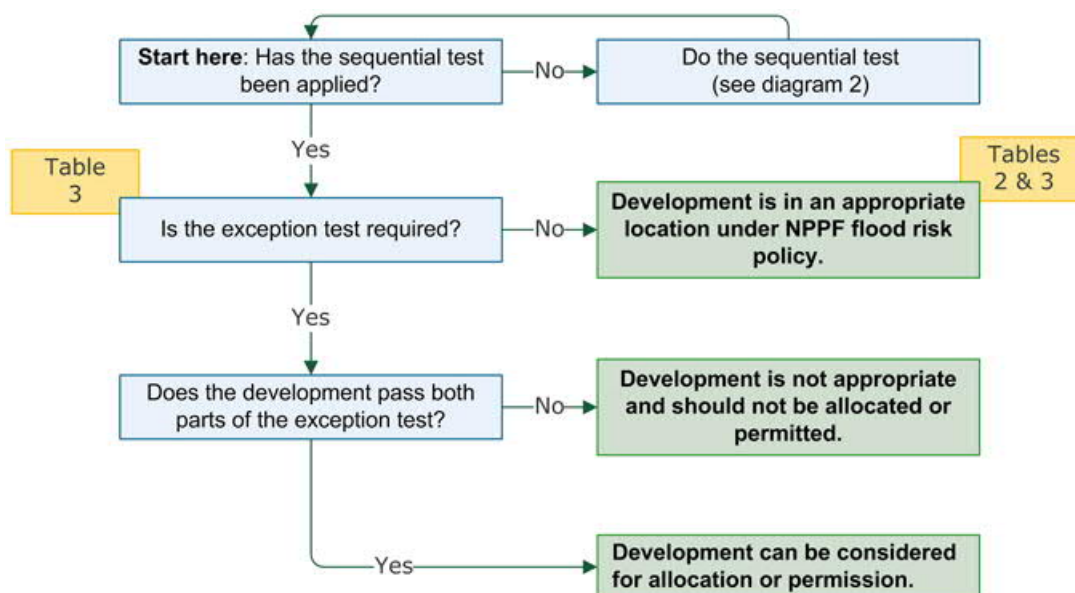 Start here: Has the sequential test
been applied?
No
Do the sequential test
(see diagram 2)
Yes
Table
3
Tables
2 & 3
Is the exception test required?
No
Development is in an appropriate
location under NPPF flood risk
policy.
Yes
Does the development pass both
parts of the exception test?
No
Development is not appropriate
and should not be allocated or
permitted.
Yes
Development can be considered
for allocation or permission.